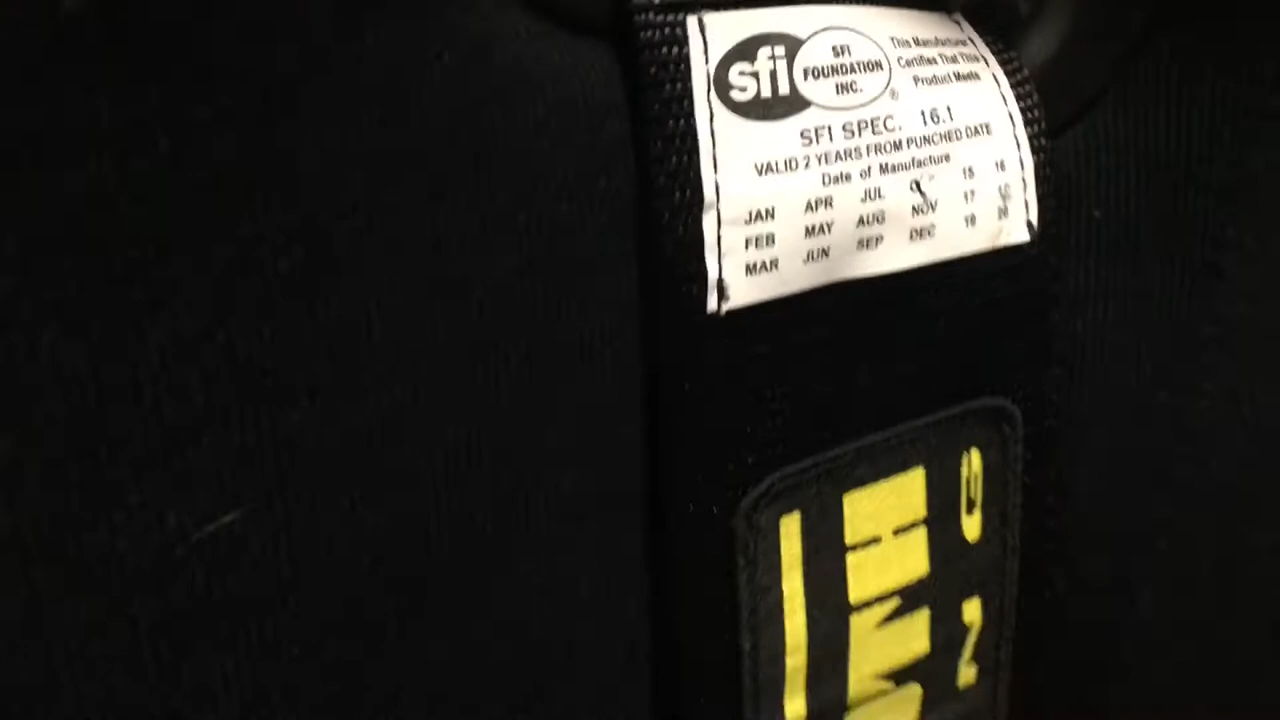 sfi
SFI
FOUNDATION
INC.
®
This Manufacturer
Certifies That This
Product Meets
SFI SPEC. 16.1
VALID 2 YEARS FROM PUNCHED DATE
Date of Manufacture
JAN APR JUL 15 16
FEB MAY AUG NOV 17
MAR JUN SEP DEC 19 20